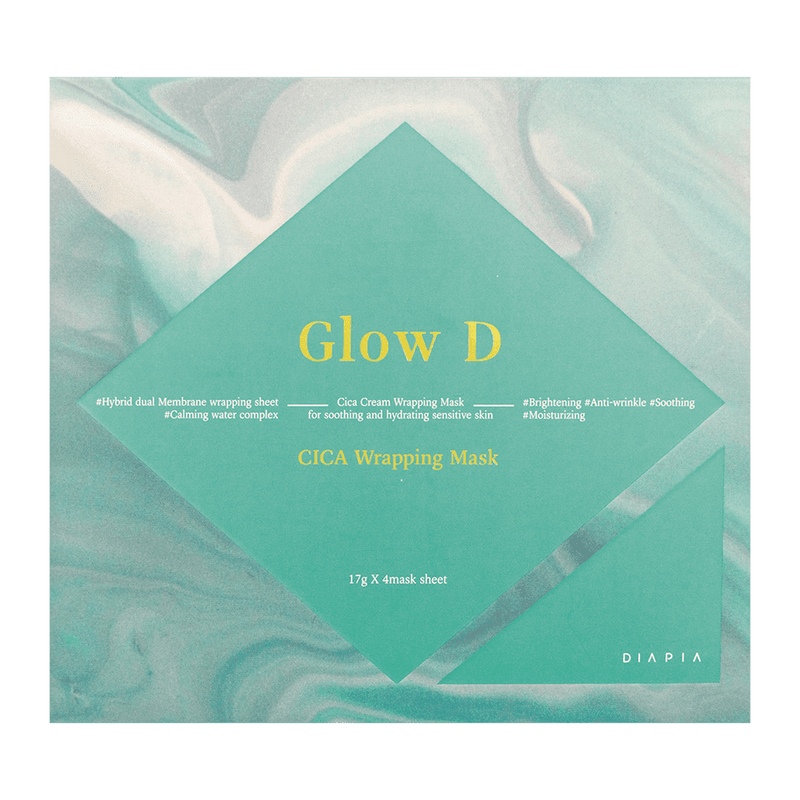 Glow D
#Hybrid dual Membrane wrapping sheet
#Calming water complex
Cica Cream Wrapping Mask
for soothing and hydrating sensitive skin
#Brightening #Anti-wrinkle #Soothing
#Moisturizing
CICA Wrapping Mask
17g X 4mask sheet
DIAPIA